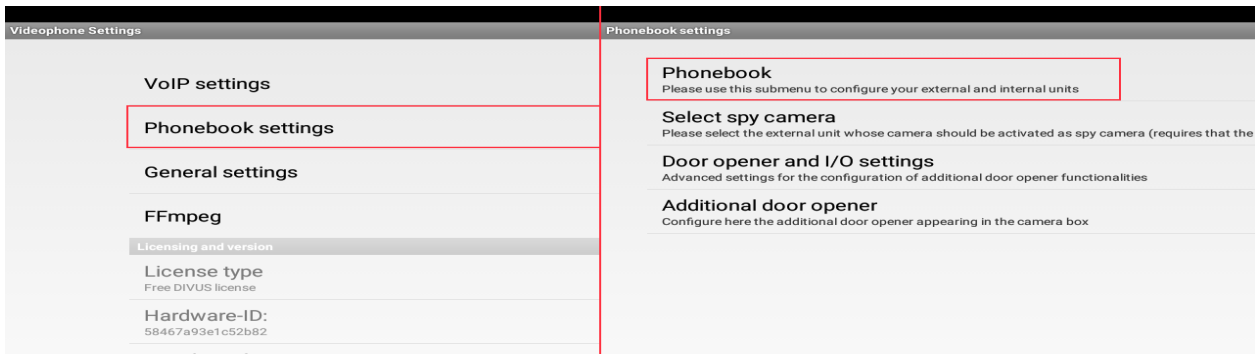 Videophone Settings
VoIP settings
Phonebook settings
General settings
FFmpeg
Licensing and version
License type
Free DIVUS license
Hardware-ID:
58467a93e1c52b82
Phonebook settings
Phonebook
Please use this submenu to configure your external and internal units
Select spy camera
Please select the external unit whose camera should be activated as spy camera (requires that the
Door opener and I/O settings
Advanced settings for the configuration of additional door opener functionalities
Additional door opener
Configure here the additional door opener appearing in the camera box